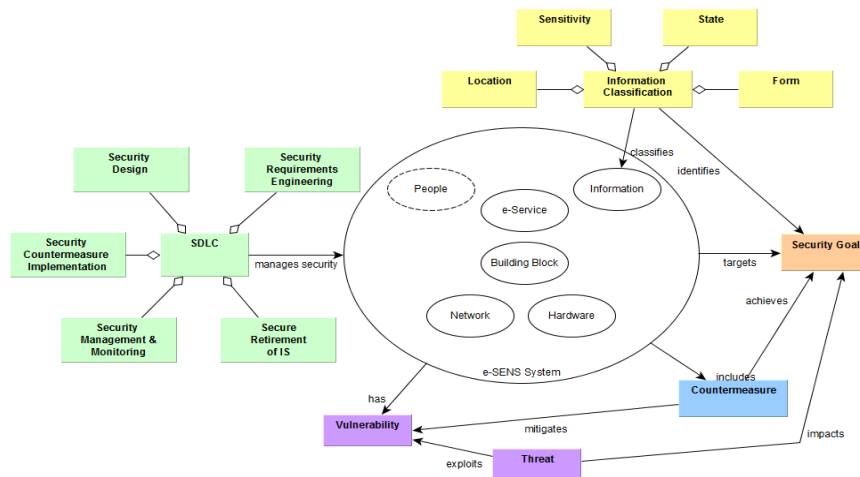 Sensitivity
State
Location
Information
Classification
Form
classifies
identifies
Security
Design
Security
Requirements
Engineering
People
Information
e-Service
Security
Countermeasure
Implementation
SDLC
manages security
Building Block
targets
Security Goal
achieves
Network
Hardware
Security
Management &
Monitoring
Secure
Retirement
of IS
e-SENS System
includes
has
Countermeasure
Vulnerability
mitigates
impacts
exploits
Threat